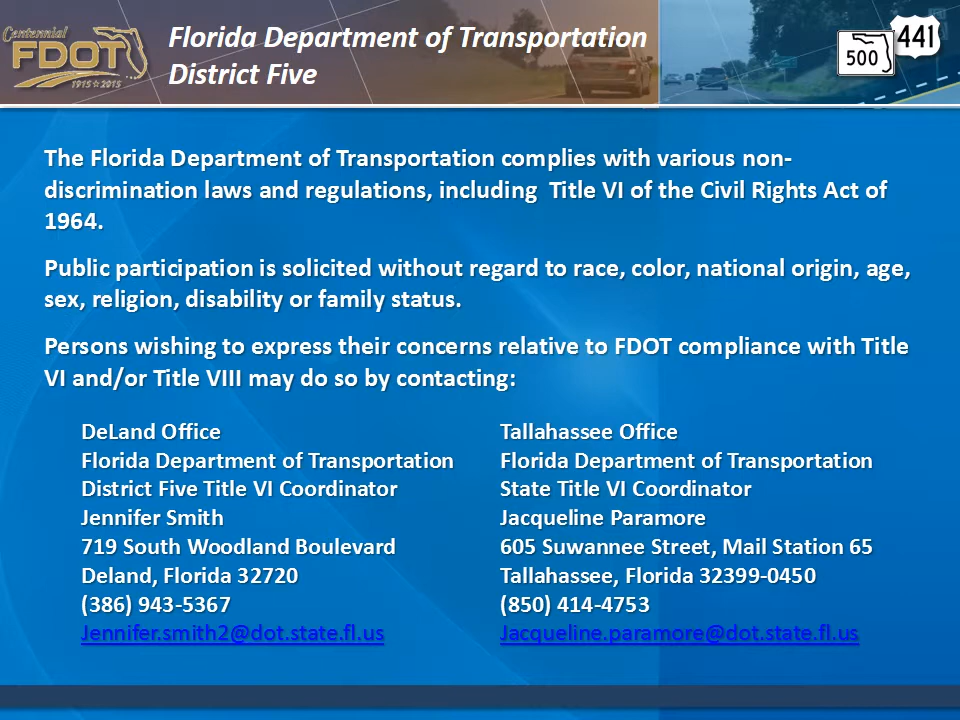 Centennial
FDOT
1915 ★ 2015
Florida Department of Transportation
District Five
500
441
The Florida Department of Transportation complies with various non-
discrimination laws and regulations, including  Title VI of the Civil Rights Act of
1964.
Public participation is solicited without regard to race, color, national origin, age,
sex, religion, disability or family status.
Persons wishing to express their concerns relative to FDOT compliance with Title
VI and/or Title VIII may do so by contacting:
DeLand Office
Florida Department of Transportation
District Five Title VI Coordinator
Jennifer Smith
719 South Woodland Boulevard
Deland, Florida 32720
(386) 943-5367
Jennifer.smith2@dot.state.fl.us
Tallahassee Office
Florida Department of Transportation
State Title VI Coordinator
Jacqueline Paramore
605 Suwannee Street, Mail Station 65
Tallahassee, Florida 32399-0450
(850) 414-4753
Jacqueline.paramore@dot.state.fl.us